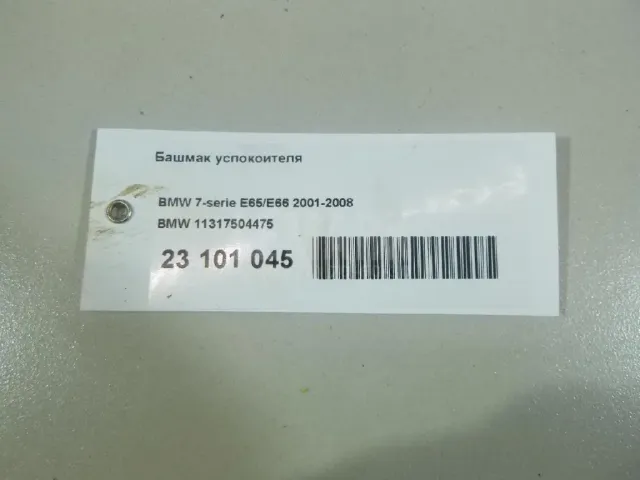 Башмак успокоителя
BMW 7-serie E65/E66 2001-2008
BMW 11317504475
23 101 045